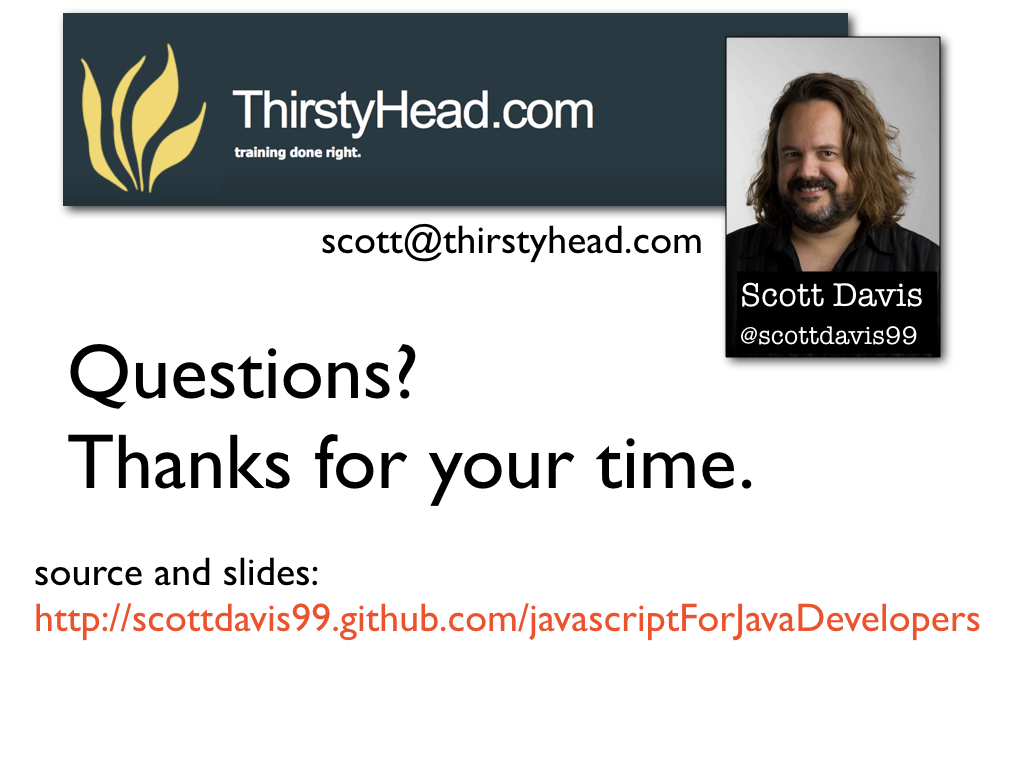 ThirstyHead.com
training done right.
scott@thirstyhead.com
Scott Davis
@scottdavis99
Questions?
Thanks for your time.
source and slides:
http://scottdavis99.github.com/javascriptForJavaDevelopers